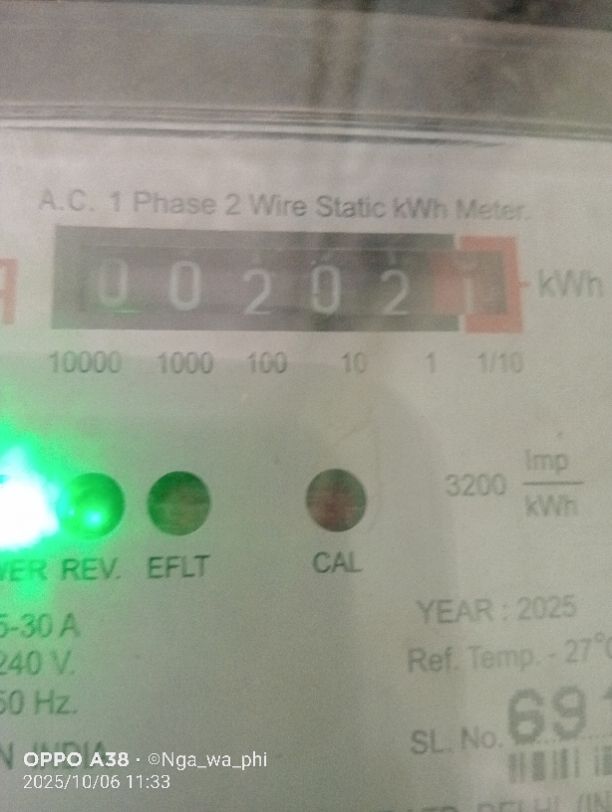 A.C. 1 Phase 2 Wire Static kWh Meter.
0 0 2 0 2 kWh
10000 1000 100 10 1 1/10
3200 Imp
kWh
REV. EFLT CAL
5-30 A
240 V.
50 Hz.
YEAR : 2025
Ref. Temp. - 27°C
SL. No. 69
INDIA
OPPO A38 · ©Nga_wa_phi
2025/10/06 11:33